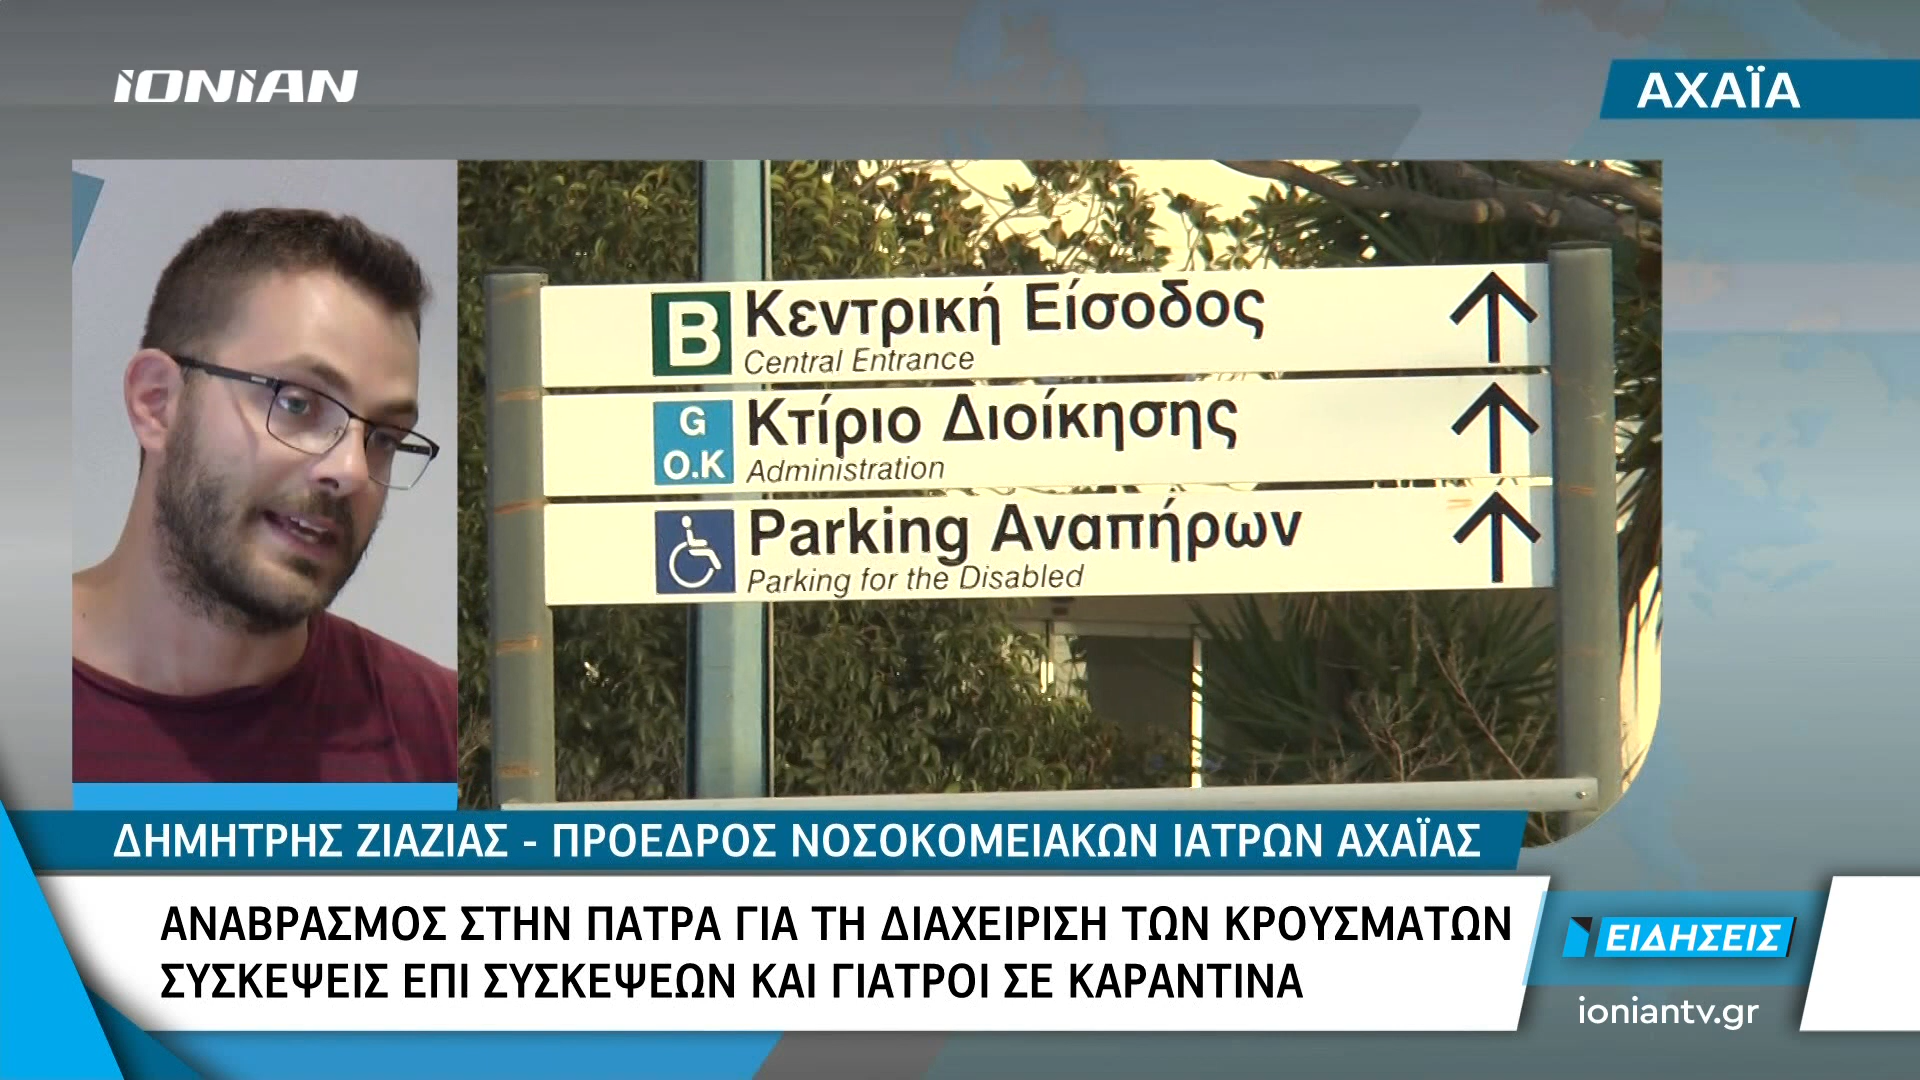 IONIAN
ΑΧΑΪΑ
B Κεντρική Είσοδος
Central Entrance
G
O.K
Κτίριο Διοίκησης
Administration
Parking Αναπήρων
Parking for the Disabled
ΔΗΜΗΤΡΗΣ ΖΙΑΖΙΑΣ - ΠΡΟΕΔΡΟΣ ΝΟΣΟΚΟΜΕΙΑΚΩΝ ΙΑΤΡΩΝ ΑΧΑΪΑΣ
ΑΝΑΒΡΑΣΜΟΣ ΣΤΗΝ ΠΑΤΡΑ ΓΙΑ ΤΗ ΔΙΑΧΕΙΡΙΣΗ ΤΩΝ ΚΡΟΥΣΜΑΤΩΝ
ΣΥΣΚΕΨΕΙΣ ΕΠΙ ΣΥΣΚΕΨΕΩΝ ΚΑΙ ΓΙΑΤΡΟΙ ΣΕ ΚΑΡΑΝΤΙΝΑ
ΕΙΔΗΣΕΙΣ
ioniantv.gr